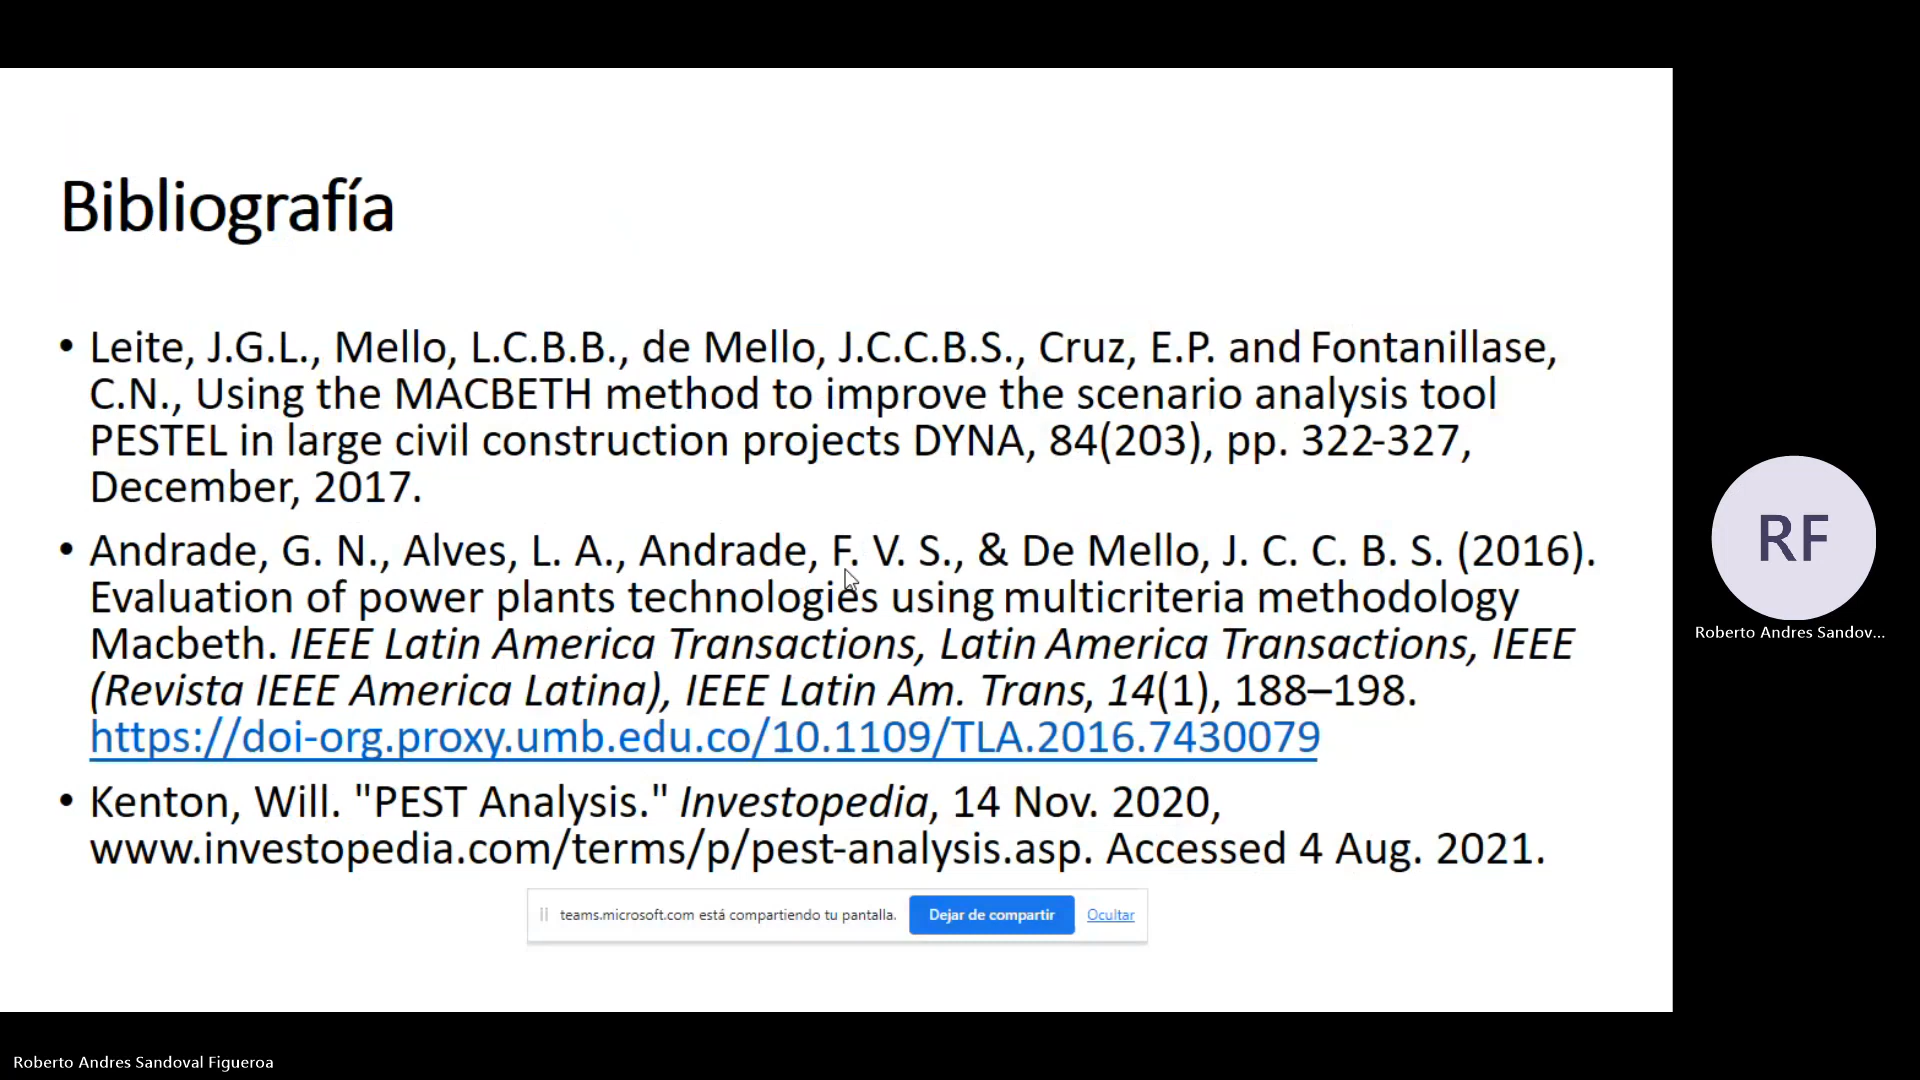 Bibliografía
• Leite, J.G.L., Mello, L.C.B.B., de Mello, J.C.C.B.S., Cruz, E.P. and Fontanillase,
C.N., Using the MACBETH method to improve the scenario analysis tool
PESTEL in large civil construction projects DYNA, 84(203), pp. 322-327,
December, 2017.
• Andrade, G. N., Alves, L. A., Andrade, F. V. S., & De Mello, J. C. C. B. S. (2016).
Evaluation of power plants technologies using multicriteria methodology
Macbeth. IEEE Latin America Transactions, Latin America Transactions, IEEE
(Revista IEEE America Latina), IEEE Latin Am. Trans, 14(1), 188–198.
https://doi-org.proxy.umb.edu.co/10.1109/TLA.2016.7430079
• Kenton, Will. "PEST Analysis." Investopedia, 14 Nov. 2020,
www.investopedia.com/terms/p/pest-analysis.asp. Accessed 4 Aug. 2021.
teams.microsoft.com está compartiendo tu pantalla. Dejar de compartir Ocultar
RF
Roberto Andres Sandov...
Roberto Andres Sandoval Figueroa